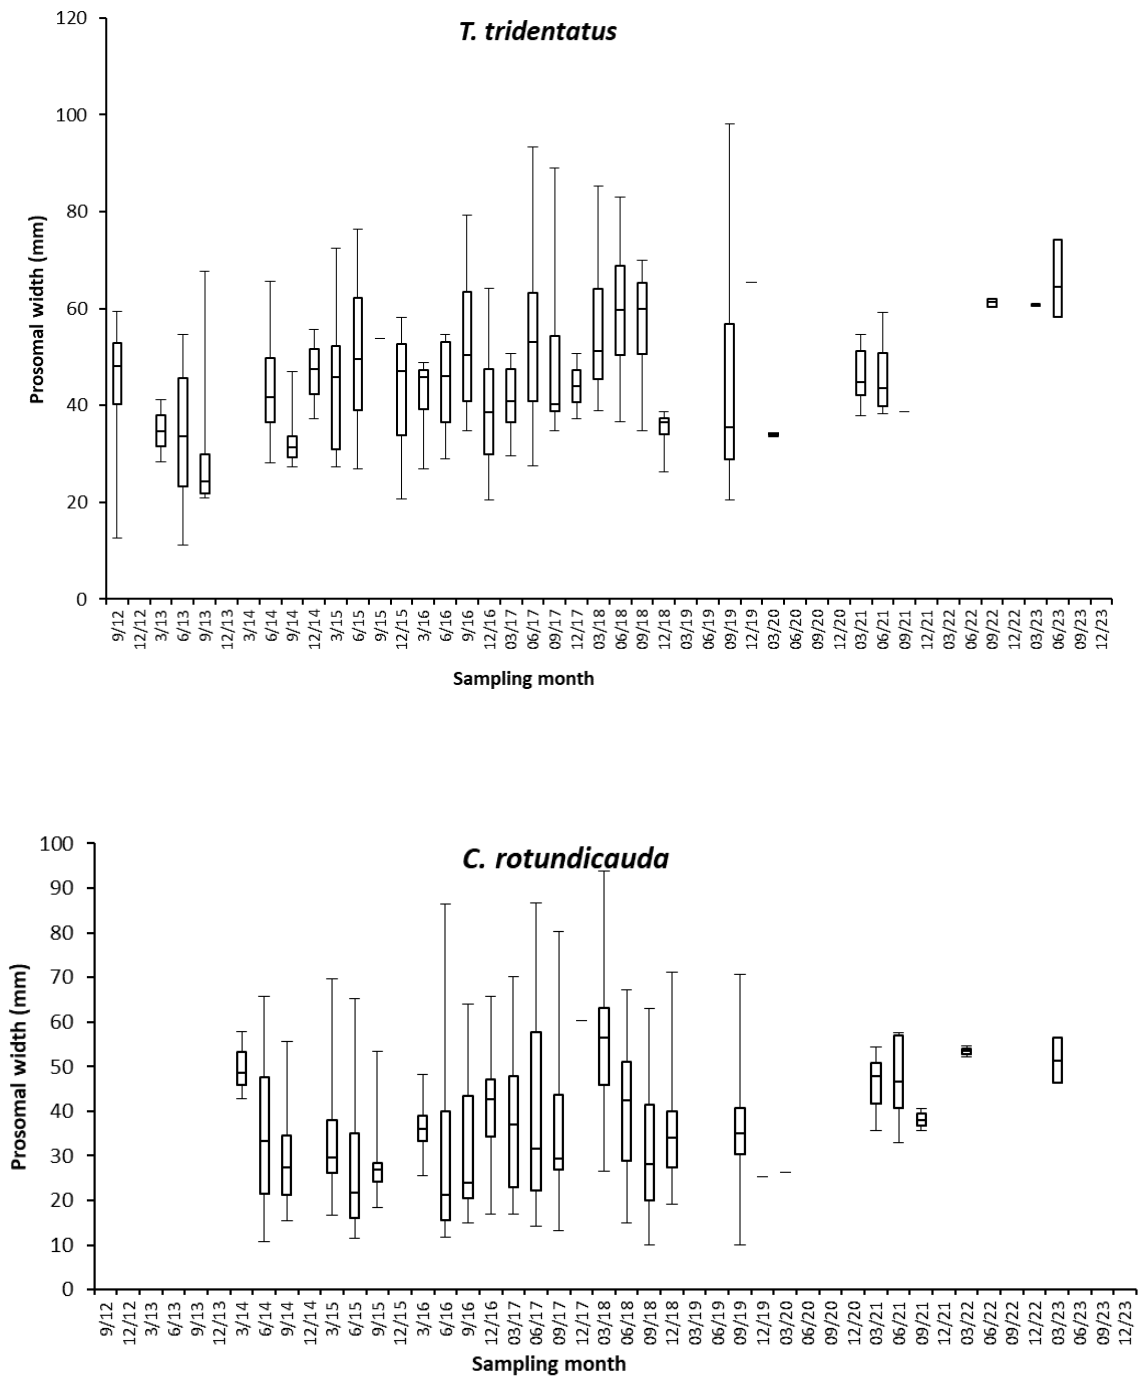 T. tridentatus
120
100
80
60
40
20
0
Prosomal width (mm)
9/12 12/12 3/13 6/13 9/13 12/13 3/14 6/14 9/14 12/14 3/15 6/15 9/15 12/15 3/16 6/16 9/16 12/16 03/17 06/17 09/17 12/17 03/18 06/18 09/18 12/18 03/19 06/19 09/19 12/19 03/20 06/20 09/20 12/20 03/21 06/21 09/21 12/21 03/22 06/22 09/22 12/22 03/23 06/23 09/23 12/23
Sampling month
C. rotundicauda
100
90
80
70
60
50
40
30
20
10
0
Prosomal width (mm)
9/12 12/12 3/13 6/13 9/13 12/13 3/14 6/14 9/14 12/14 3/15 6/15 9/15 12/15 3/16 6/16 9/16 12/16 03/17 06/17 09/17 12/17 03/18 06/18 09/18 12/18 03/19 06/19 09/19 12/19 03/20 06/20 09/20 12/20 03/21 06/21 09/21 12/21 03/22 06/22 09/22 12/22 03/23 06/23 09/23 12/23
Sampling month